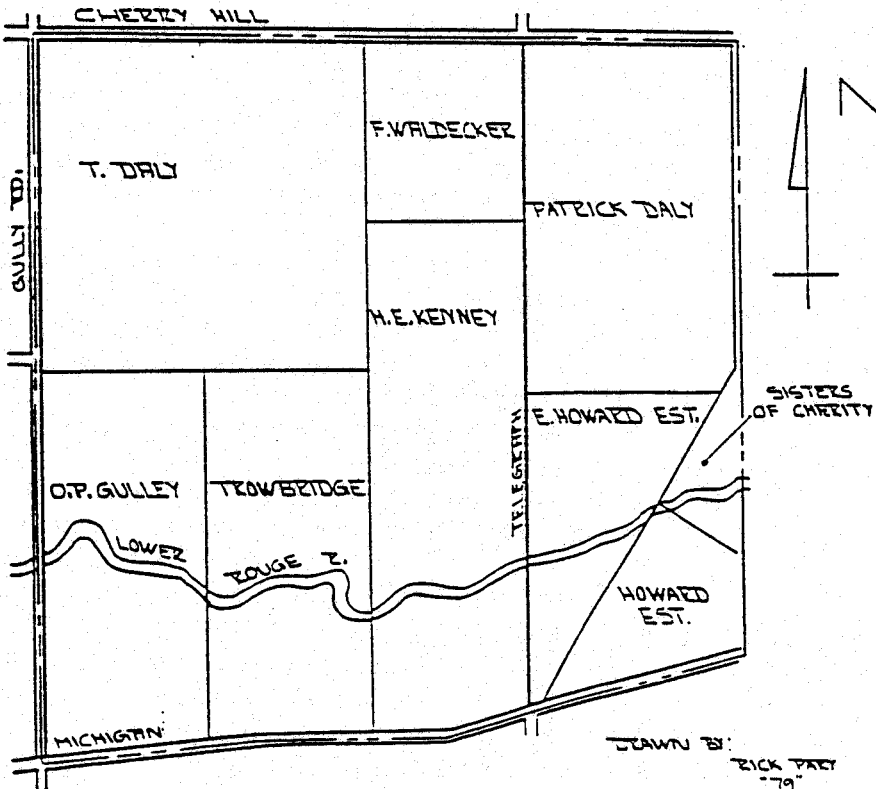 CHERRY HILL
GULLY RD.
T. DALY
F. WALDECKER
PATRICK DALY
N
H.E. KENNEY
SISTERS
OF CHARITY
E. HOWARD EST.
TELEGRAPH
O.P. GULLEY
TROWBRIDGE
LOWER
ROUGE R.
HOWARD
EST.
MICHIGAN
DRAWN BY:
RICK PARY
"79"